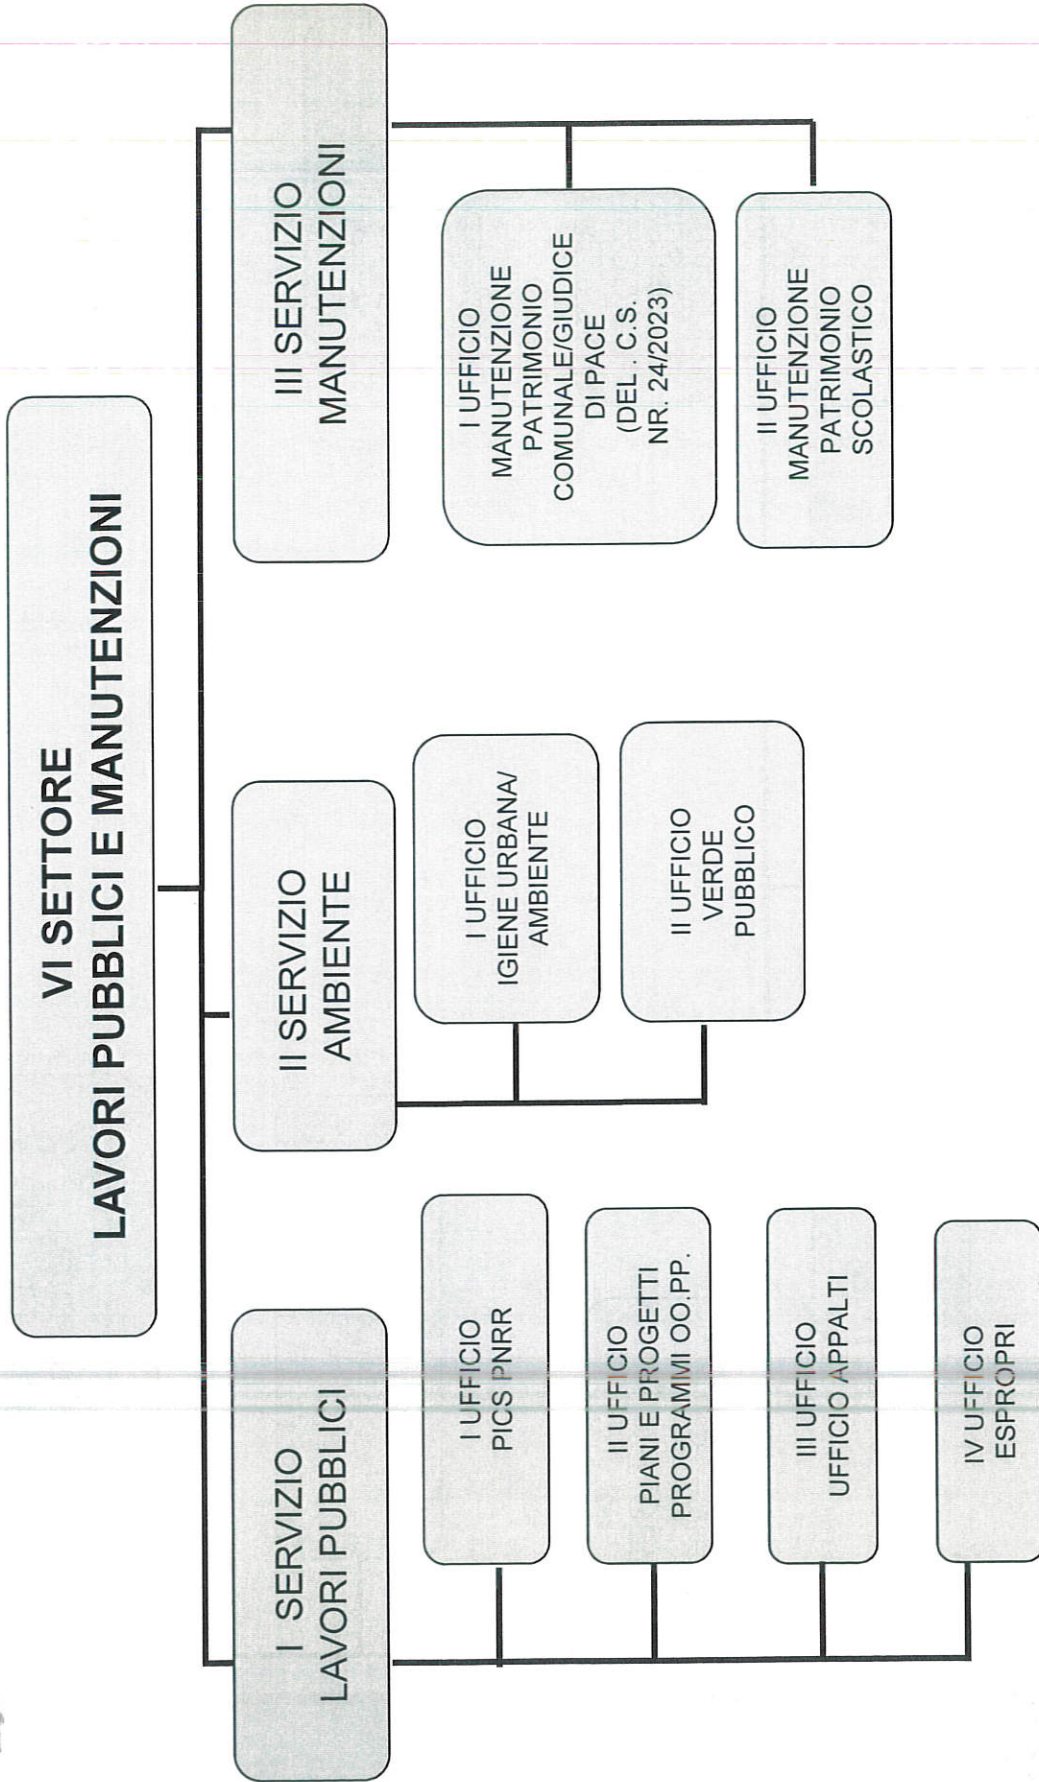 VI SETTORE
LAVORI PUBBLICI E MANUTENZIONI
I SERVIZIO
LAVORI PUBBLICI
I UFFICIO
PICS PNRR
II UFFICIO
PIANI E PROGETTI
PROGRAMMI OO.PP.
III UFFICIO
UFFICIO APPALTI
IV UFFICIO
ESPROPRI
II SERVIZIO
AMBIENTE
I UFFICIO
IGIENE URBANA/
AMBIENTE
II UFFICIO
VERDE
PUBBLICO
III SERVIZIO
MANUTENZIONI
I UFFICIO
MANUTENZIONE
PATRIMONIO
COMUNALE/GIUDICE
DI PACE
(DEL . C.S.
NR. 24/2023)
II UFFICIO
MANUTENZIONE
PATRIMONIO
SCOLASTICO